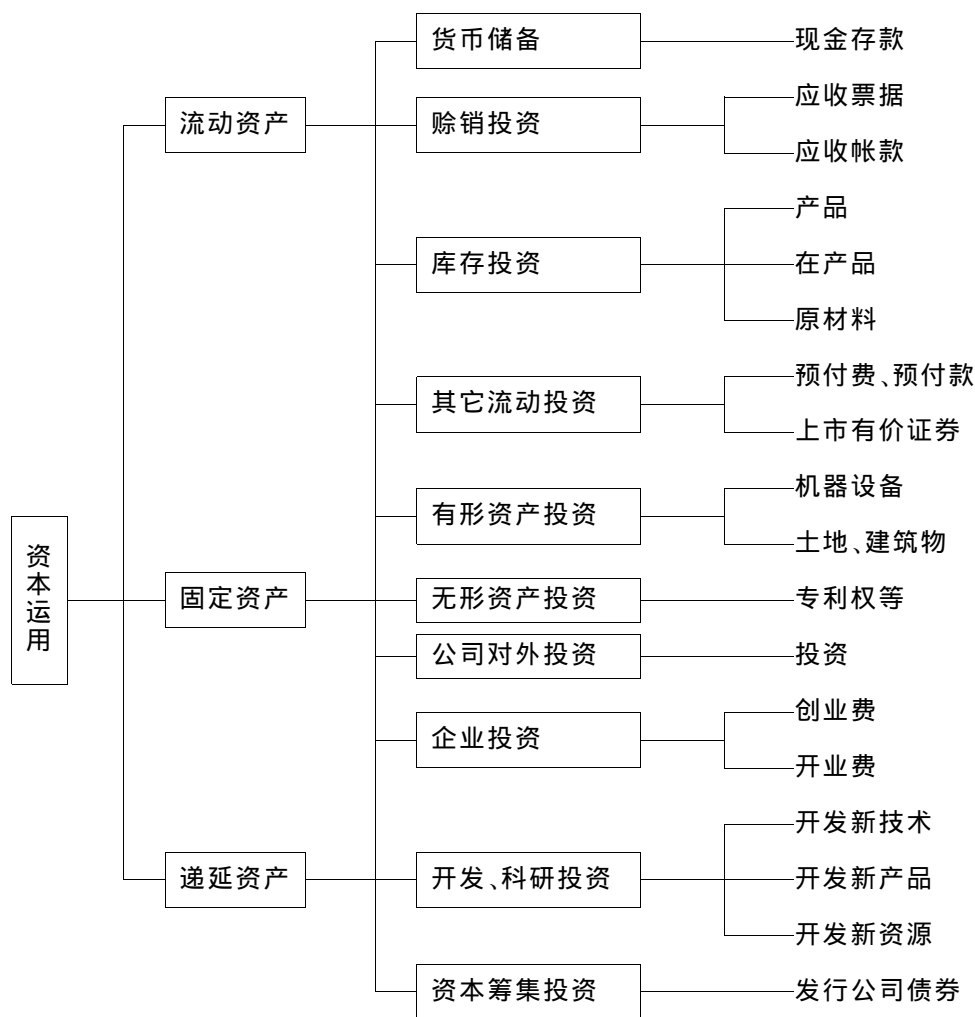 资本运用
流动资产
货币储备
现金存款
赊销投资
应收票据
应收帐款
库存投资
产品
在产品
原材料
其它流动投资
预付费、预付款
上市有价证券
固定资产
有形资产投资
机器设备
土地、建筑物
无形资产投资
专利权等
公司对外投资
投资
递延资产
企业投资
创业费
开业费
开发、科研投资
开发新技术
开发新产品
开发新资源
资本筹集投资
发行公司债券